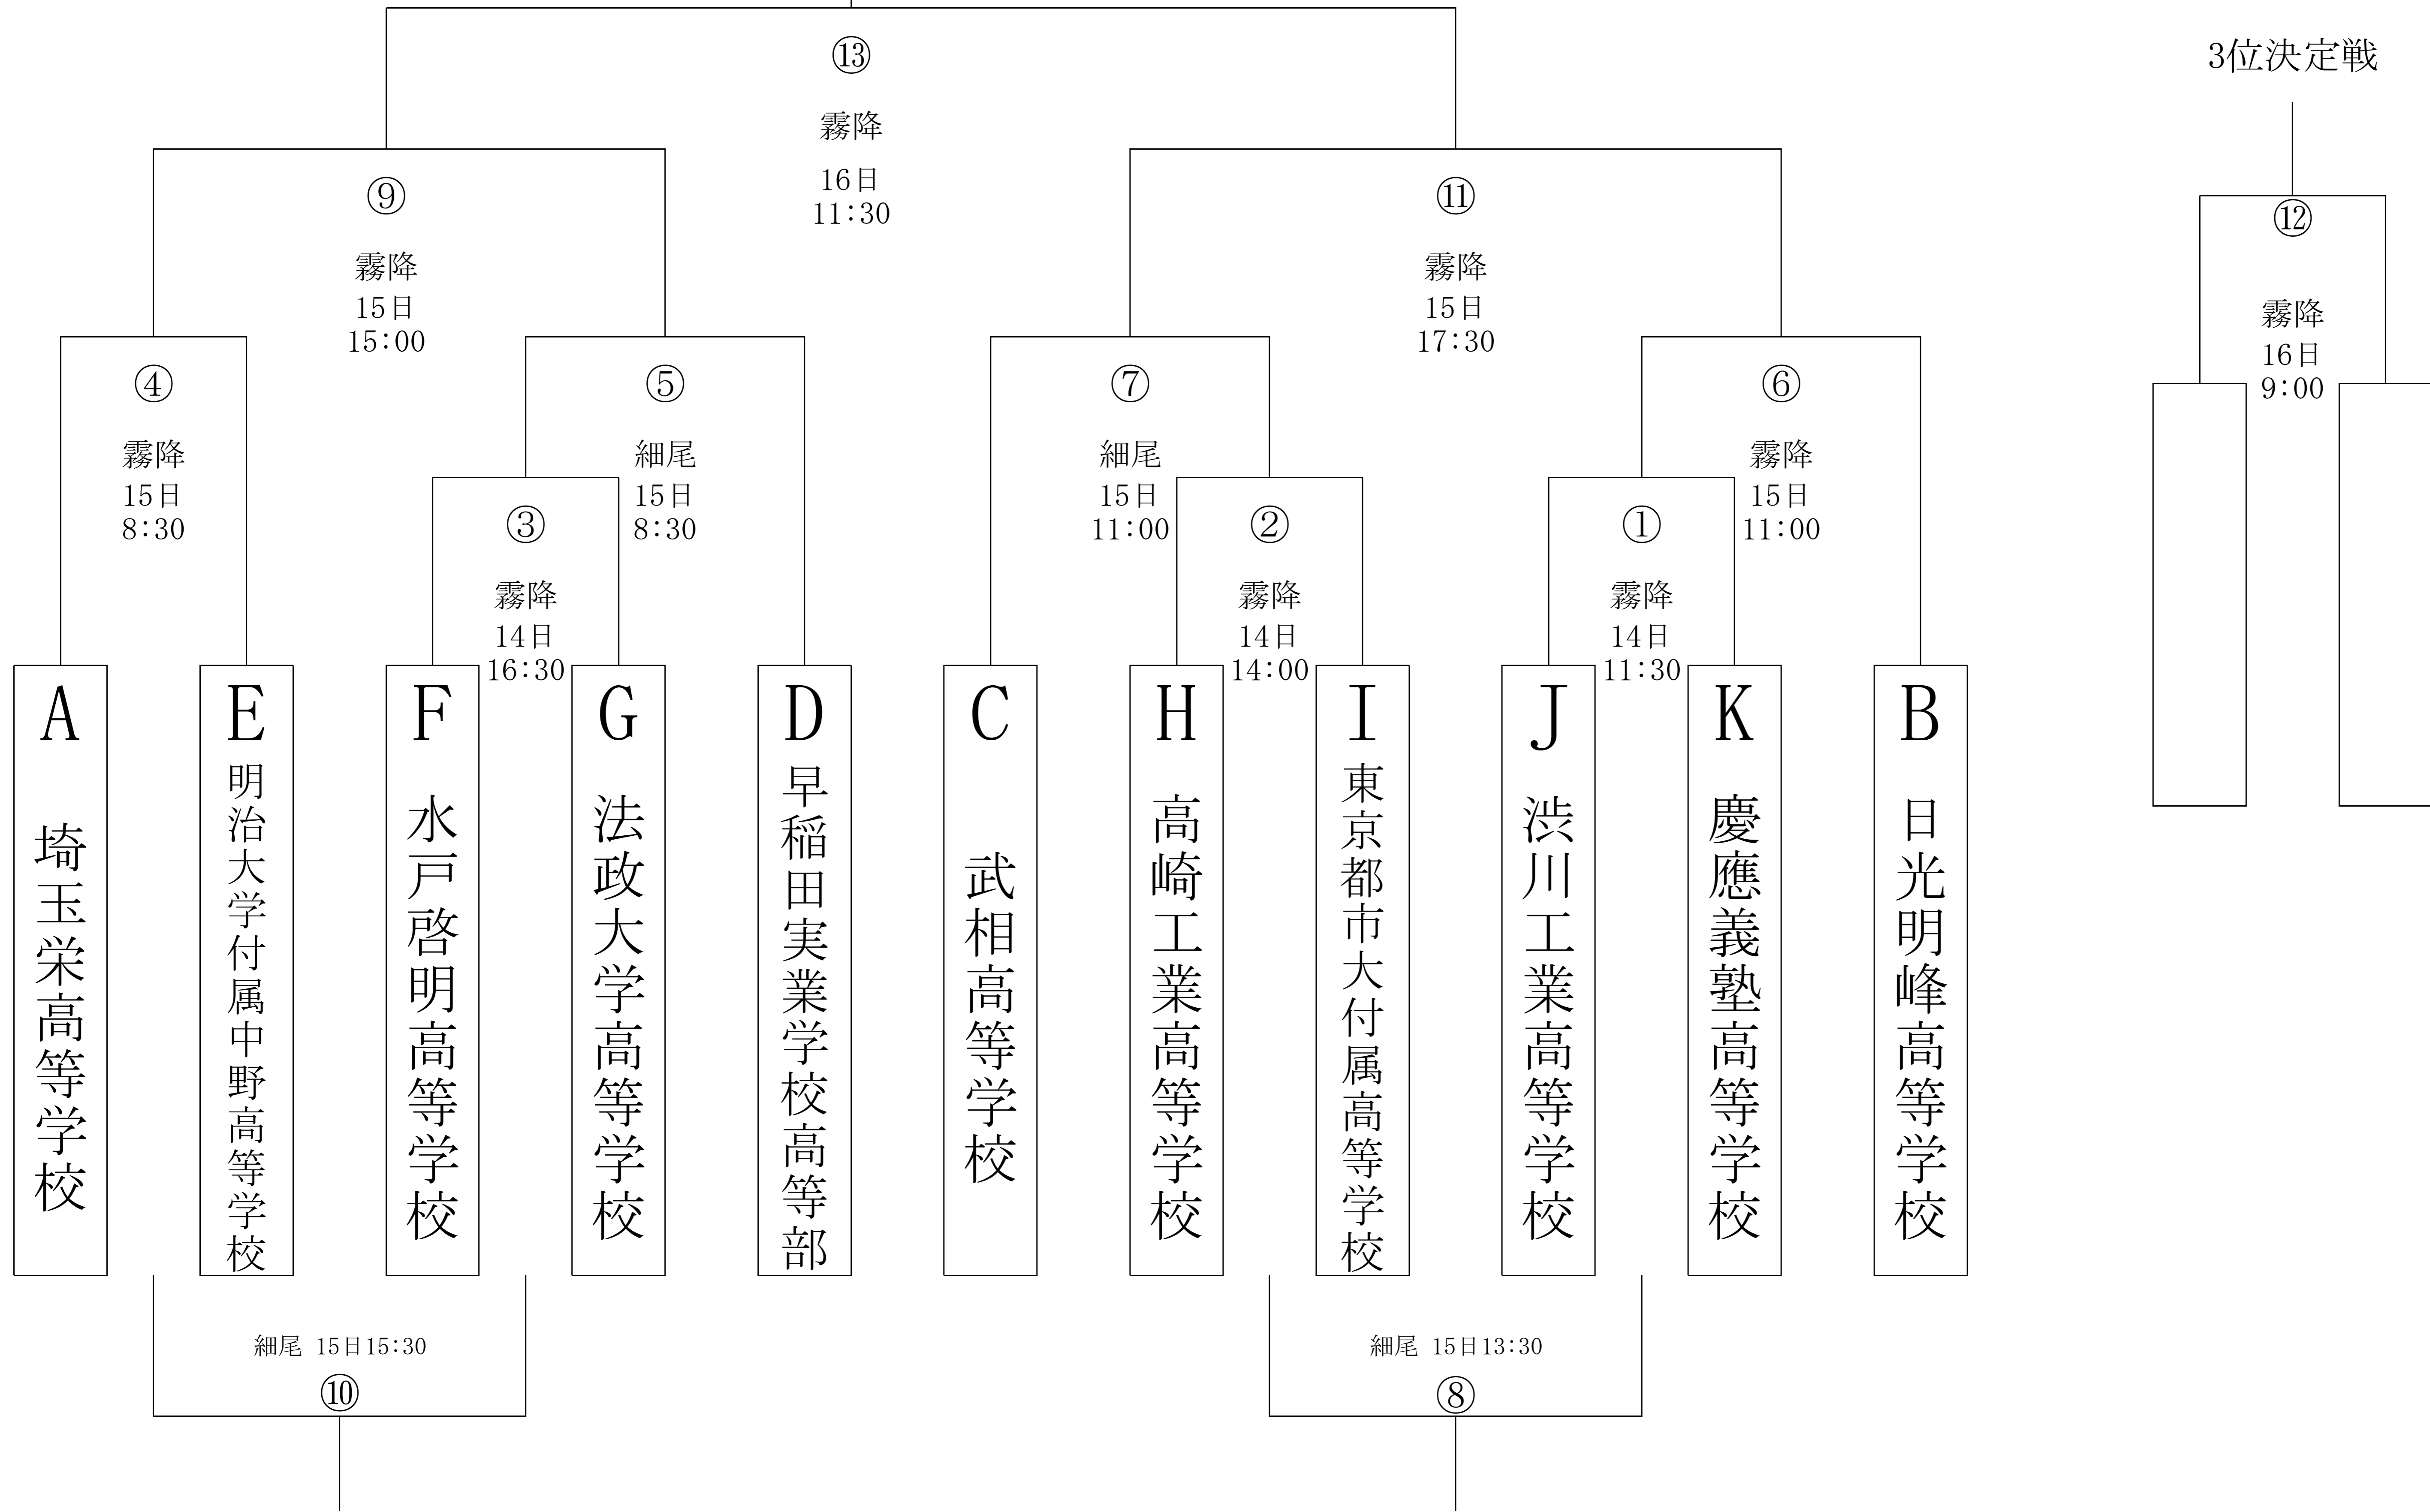 3位決定戦
⑬
霧降
16日
11:30
⑨
霧降
15日
15:00
⑪
霧降
15日
17:30
⑫
霧降
16日
9:00
④
霧降
15日
8:30
⑤
細尾
15日
8:30
⑦
細尾
15日
11:00
⑥
霧降
15日
11:00
③
霧降
14日
16:30
②
霧降
14日
14:00
①
霧降
14日
11:30
A
埼玉栄高等学校
E
明治大学付属中野高等学校
F
水戸啓明高等学校
G
法政大学高等学校
D
早稲田実業学校高等部
C
武相高等学校
H
高崎工業高等学校
I
東京都市大付属高等学校
J
渋川工業高等学校
K
慶應義塾高等学校
B
日光明峰高等学校
細尾 15日15:30
⑩
細尾 15日13:30
⑧